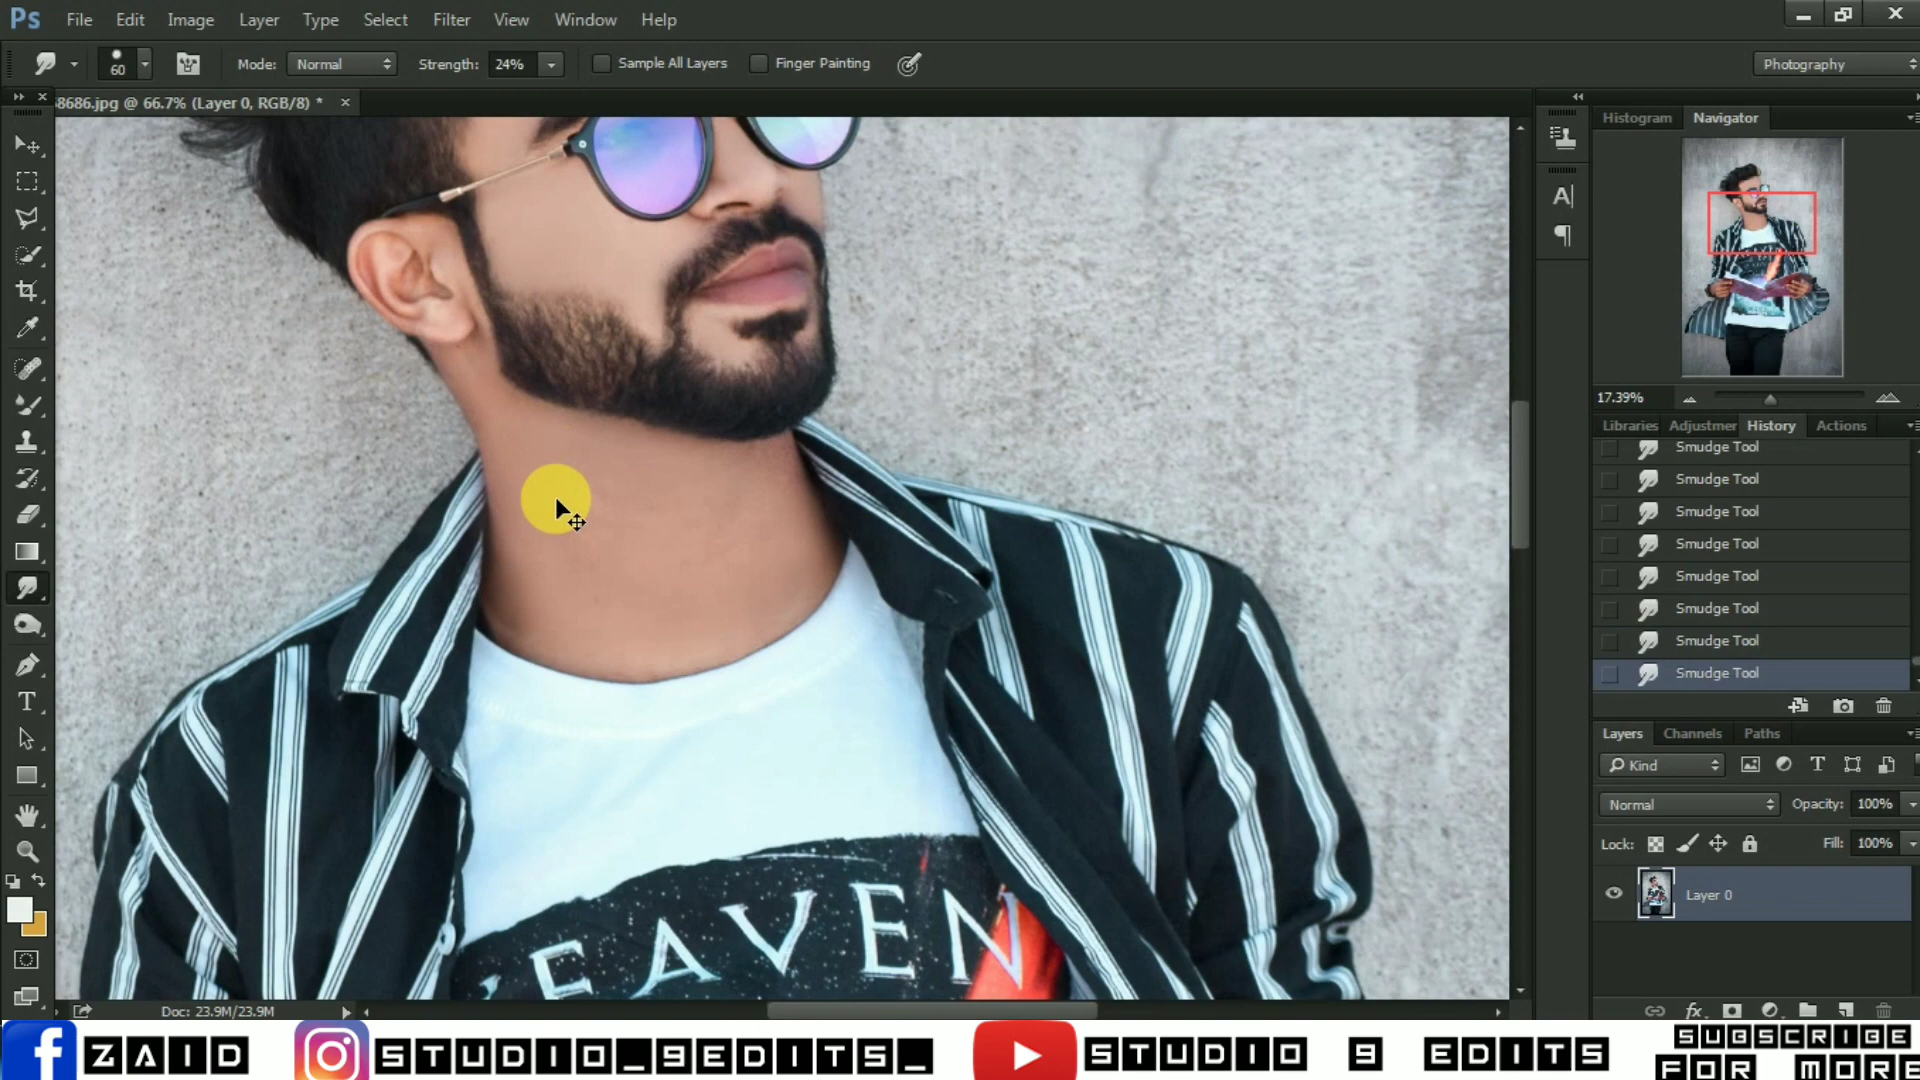 Ps File Edit Image Layer Type Select Filter View Window Help
60 Mode: Normal Strength: 24% Sample All Layers Finger Painting Photography
8686.jpg @ 66.7% (Layer 0, RGB/8) * ×
Histogram Navigator
17.39%
Libraries Adjustmer History Actions
Smudge Tool
Smudge Tool
Smudge Tool
Smudge Tool
Smudge Tool
Smudge Tool
Smudge Tool
Smudge Tool
Layers Channels Paths
Kind
Normal Opacity: 100%
Lock: Fill: 100%
Layer 0
EAVEN
Doc: 23.9M/23.9M
ZAID STUDIO_9EDITS_ STUDIO 9 EDITS SUBSCRIBE
FOR MORE